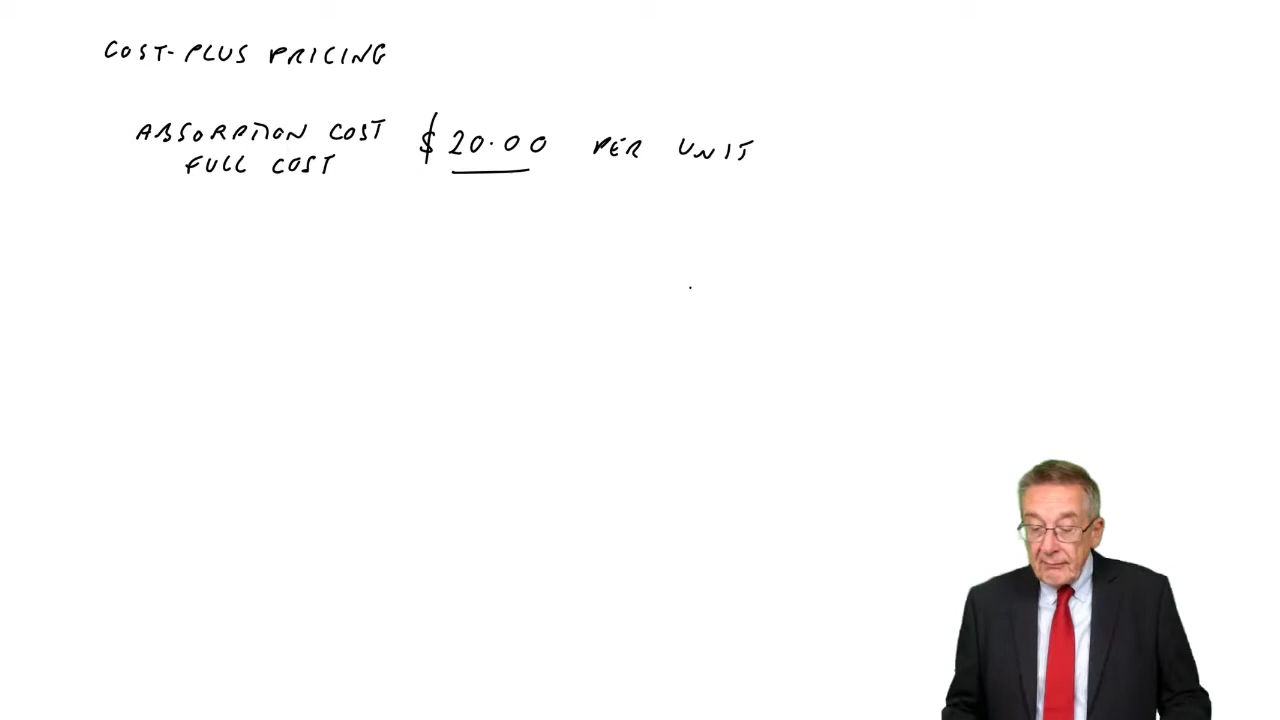 COST-PLUS PRICING
ABSORPTION COST $20.00 PER UNIT
FULL COST